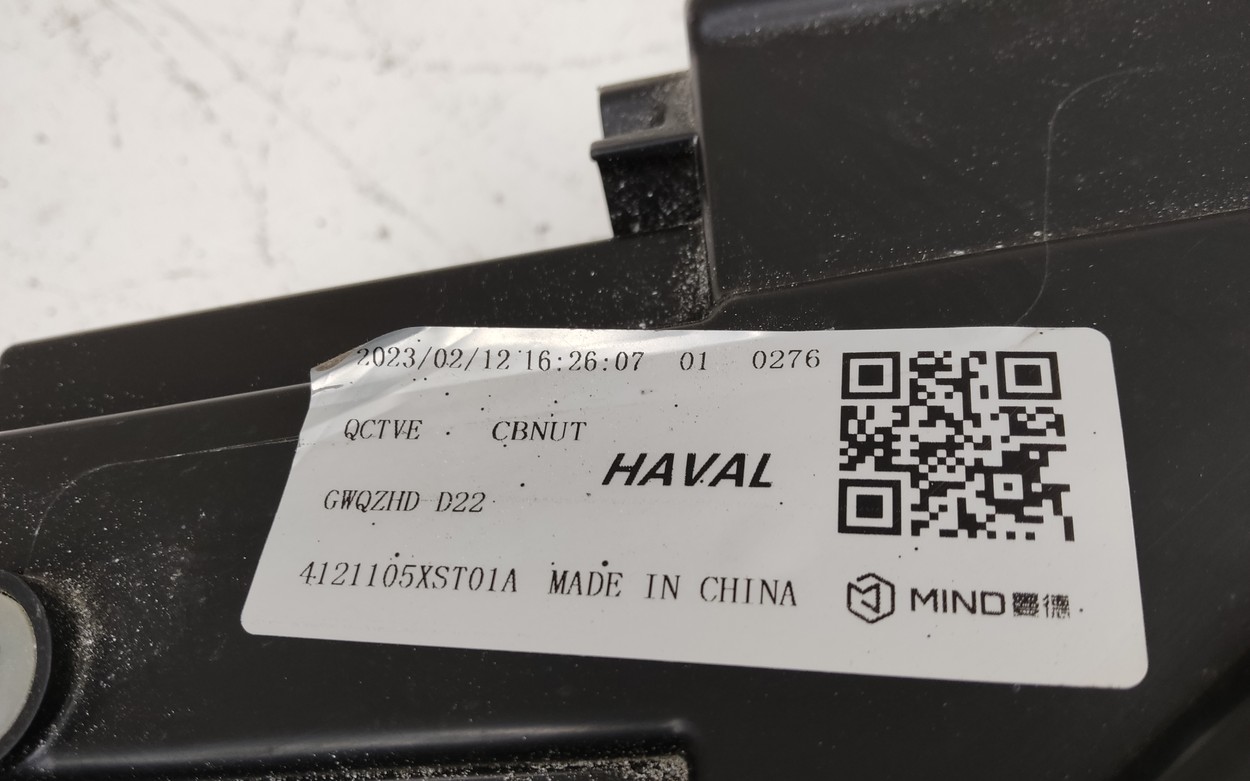 2023/02/12 16:26:07 01 0276
QCTVE CBNUT
HAVAL
GWQZHD D22
4121105XST01A MADE IN CHINA
MIND 德